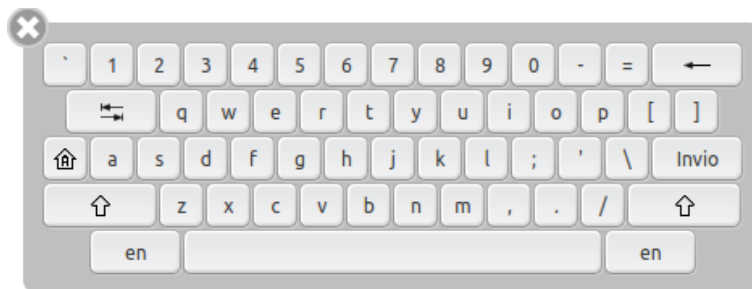 ` 1 2 3 4 5 6 7 8 9 0 - =
q w e r t y u i o p [ ]
a s d f g h j k l ; ' \ Invio
z x c v b n m , . /
en en